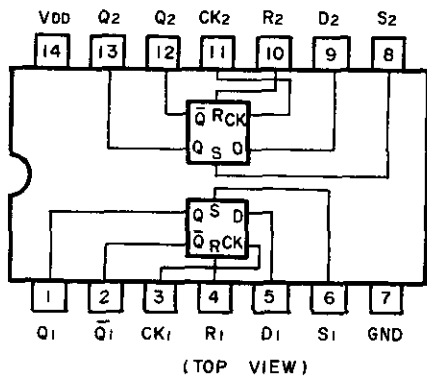 VDD Q2 Q2 CK2 R2 D2 S2
14 13 12 11 10 9 8
Q̅ R CK
Q S D
Q S D
Q̅ R CK
1 2 3 4 5 6 7
Q1 Q̅1 CK1 R1 D1 S1 GND
(TOP VIEW)